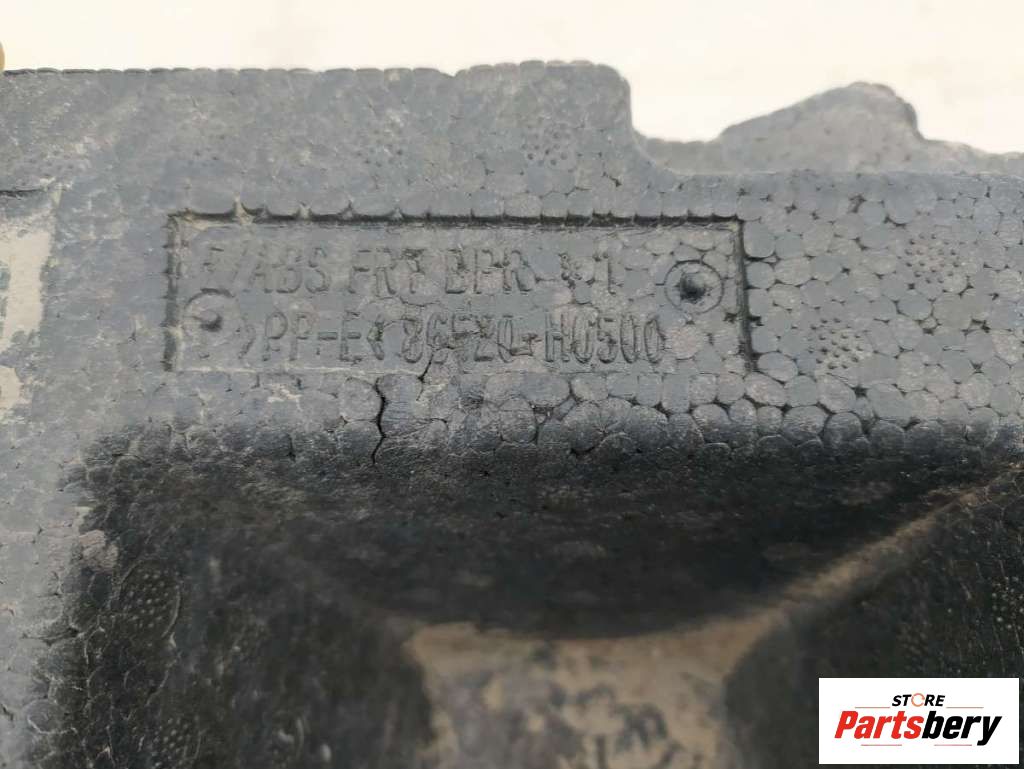 E/ABS FRT BPR
>PP-E< 86520-H0500
STORE
Partsbery